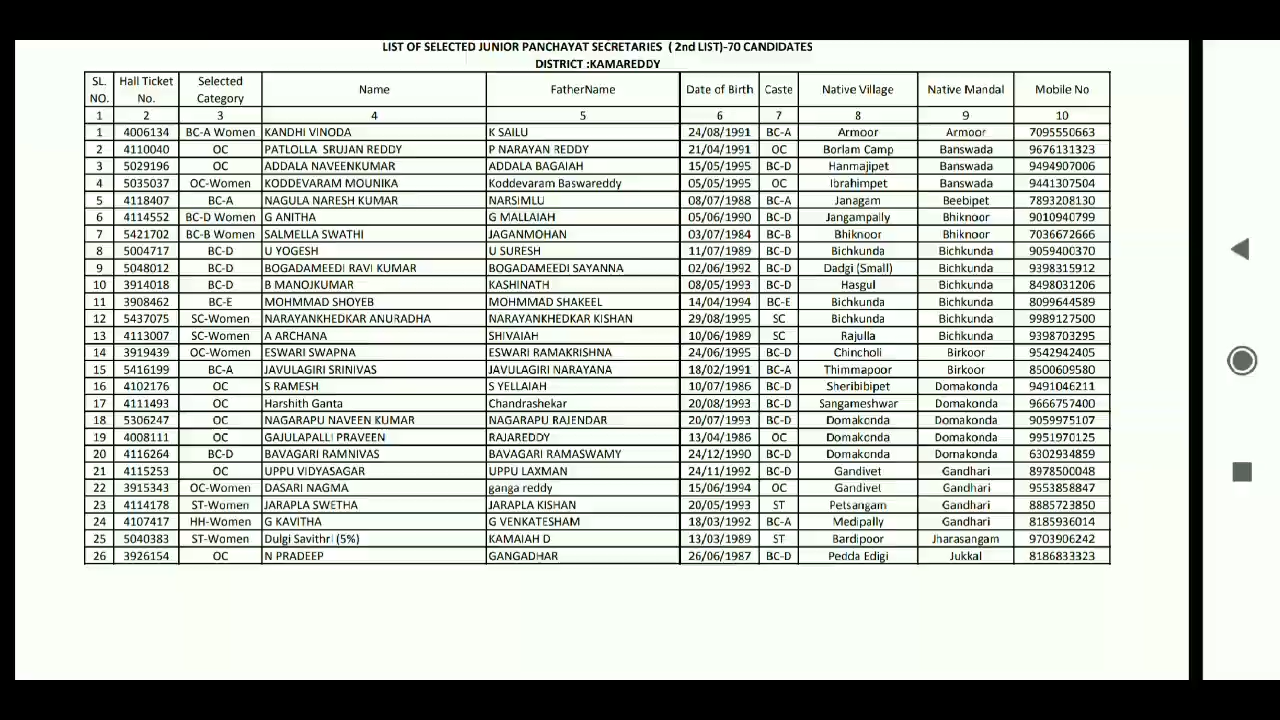 LIST OF SELECTED JUNIOR PANCHAYAT SECRETARIES ( 2nd LIST)-70 CANDIDATES
DISTRICT :KAMAREDDY
SL. NO. Hall Ticket No. Selected Category Name FatherName Date of Birth Caste Native Village Native Mandal Mobile No
1 2 3 4 5 6 7 8 9 10
1 4006134 BC-A Women KANDHI VINODA K SAILU 24/08/1991 BC-A Armoor Armoor 7095550663
2 4110040 OC PATLOLLA SRUJAN REDDY P NARAYAN REDDY 21/04/1991 OC Borlam Camp Banswada 9676131323
3 5029196 OC ADDALA NAVEENKUMAR ADDALA BAGAIAH 15/05/1995 BC-D Hanmajipet Banswada 9494907006
4 5035037 OC-Women KODDEVARAM MOUNIKA Koddevaram Baswareddy 05/05/1995 OC Ibrahimpet Banswada 9441307504
5 4118407 BC-A NAGULA NARESH KUMAR NARSIMLU 08/07/1988 BC-A Janagam Beebipet 7893208130
6 4114552 BC-D Women G ANITHA G MALLAIAH 05/06/1990 BC-D Jangampally Bhiknoor 9010940799
7 5421702 BC-B Women SALMELLA SWATHI JAGANMOHAN 03/07/1984 BC-B Bhiknoor Bhiknoor 7036672666
8 5004717 BC-D U YOGESH U SURESH 11/07/1989 BC-D Bichkunda Bichkunda 9059400370
9 5048012 BC-D BOGADAMEEDI RAVI KUMAR BOGADAMEEDI SAYANNA 02/06/1992 BC-D Dadgi (Small) Bichkunda 9398315912
10 3914018 BC-D B MANOJKUMAR KASHINATH 08/05/1993 BC-D Hasgul Bichkunda 8498031206
11 3908462 BC-E MOHMMAD SHOYEB MOHMMAD SHAKEEL 14/04/1994 BC-E Bichkunda Bichkunda 8099644589
12 5437075 SC-Women NARAYANKHEDKAR ANURADHA NARAYANKHEDKAR KISHAN 29/08/1995 SC Bichkunda Bichkunda 9989127500
13 4113007 SC-Women A ARCHANA SHIVAIAH 10/06/1989 SC Rajulla Bichkunda 9398703295
14 3919439 OC-Women ESWARI SWAPNA ESWARI RAMAKRISHNA 24/06/1995 BC-D Chincholi Birkoor 9542942405
15 5416199 BC-A JAVULAGIRI SRINIVAS JAVULAGIRI NARAYANA 18/02/1991 BC-A Thimmapoor Birkoor 8500609580
16 4102176 OC S RAMESH S YELLAIAH 10/07/1986 BC-D Sheribibipet Domakonda 9491046211
17 4111493 OC Harshith Ganta Chandrashekar 20/08/1993 BC-D Sangameshwar Domakonda 9666757400
18 5306247 OC NAGARAPU NAVEEN KUMAR NAGARAPU RAJENDAR 20/07/1993 BC-D Domakonda Domakonda 9059975107
19 4008111 OC GAJULAPALLI PRAVEEN RAJAREDDY 13/04/1986 OC Domakonda Domakonda 9951970125
20 4116264 BC-D BAVAGARI RAMNIVAS BAVAGARI RAMASWAMY 24/12/1990 BC-D Domakonda Domakonda 6302934859
21 4115253 OC UPPU VIDYASAGAR UPPU LAXMAN 24/11/1992 BC-D Gandivet Gandhari 8978500048
22 3915343 OC-Women DASARI NAGMA ganga reddy 15/06/1994 OC Gandivet Gandhari 9553858847
23 4114178 ST-Women JARAPLA SWETHA JARAPLA KISHAN 20/05/1993 ST Petsangam Gandhari 8885723850
24 4107417 HH-Women G KAVITHA G VENKATESHAM 18/03/1992 BC-A Medipally Gandhari 8185936014
25 5040383 ST-Women Dulgi Savithri (5%) KAMAIAH D 13/03/1989 ST Bardipoor Jharasangam 9703906242
26 3926154 OC N PRADEEP GANGADHAR 26/06/1987 BC-D Pedda Edigi Jukkal 8186833323